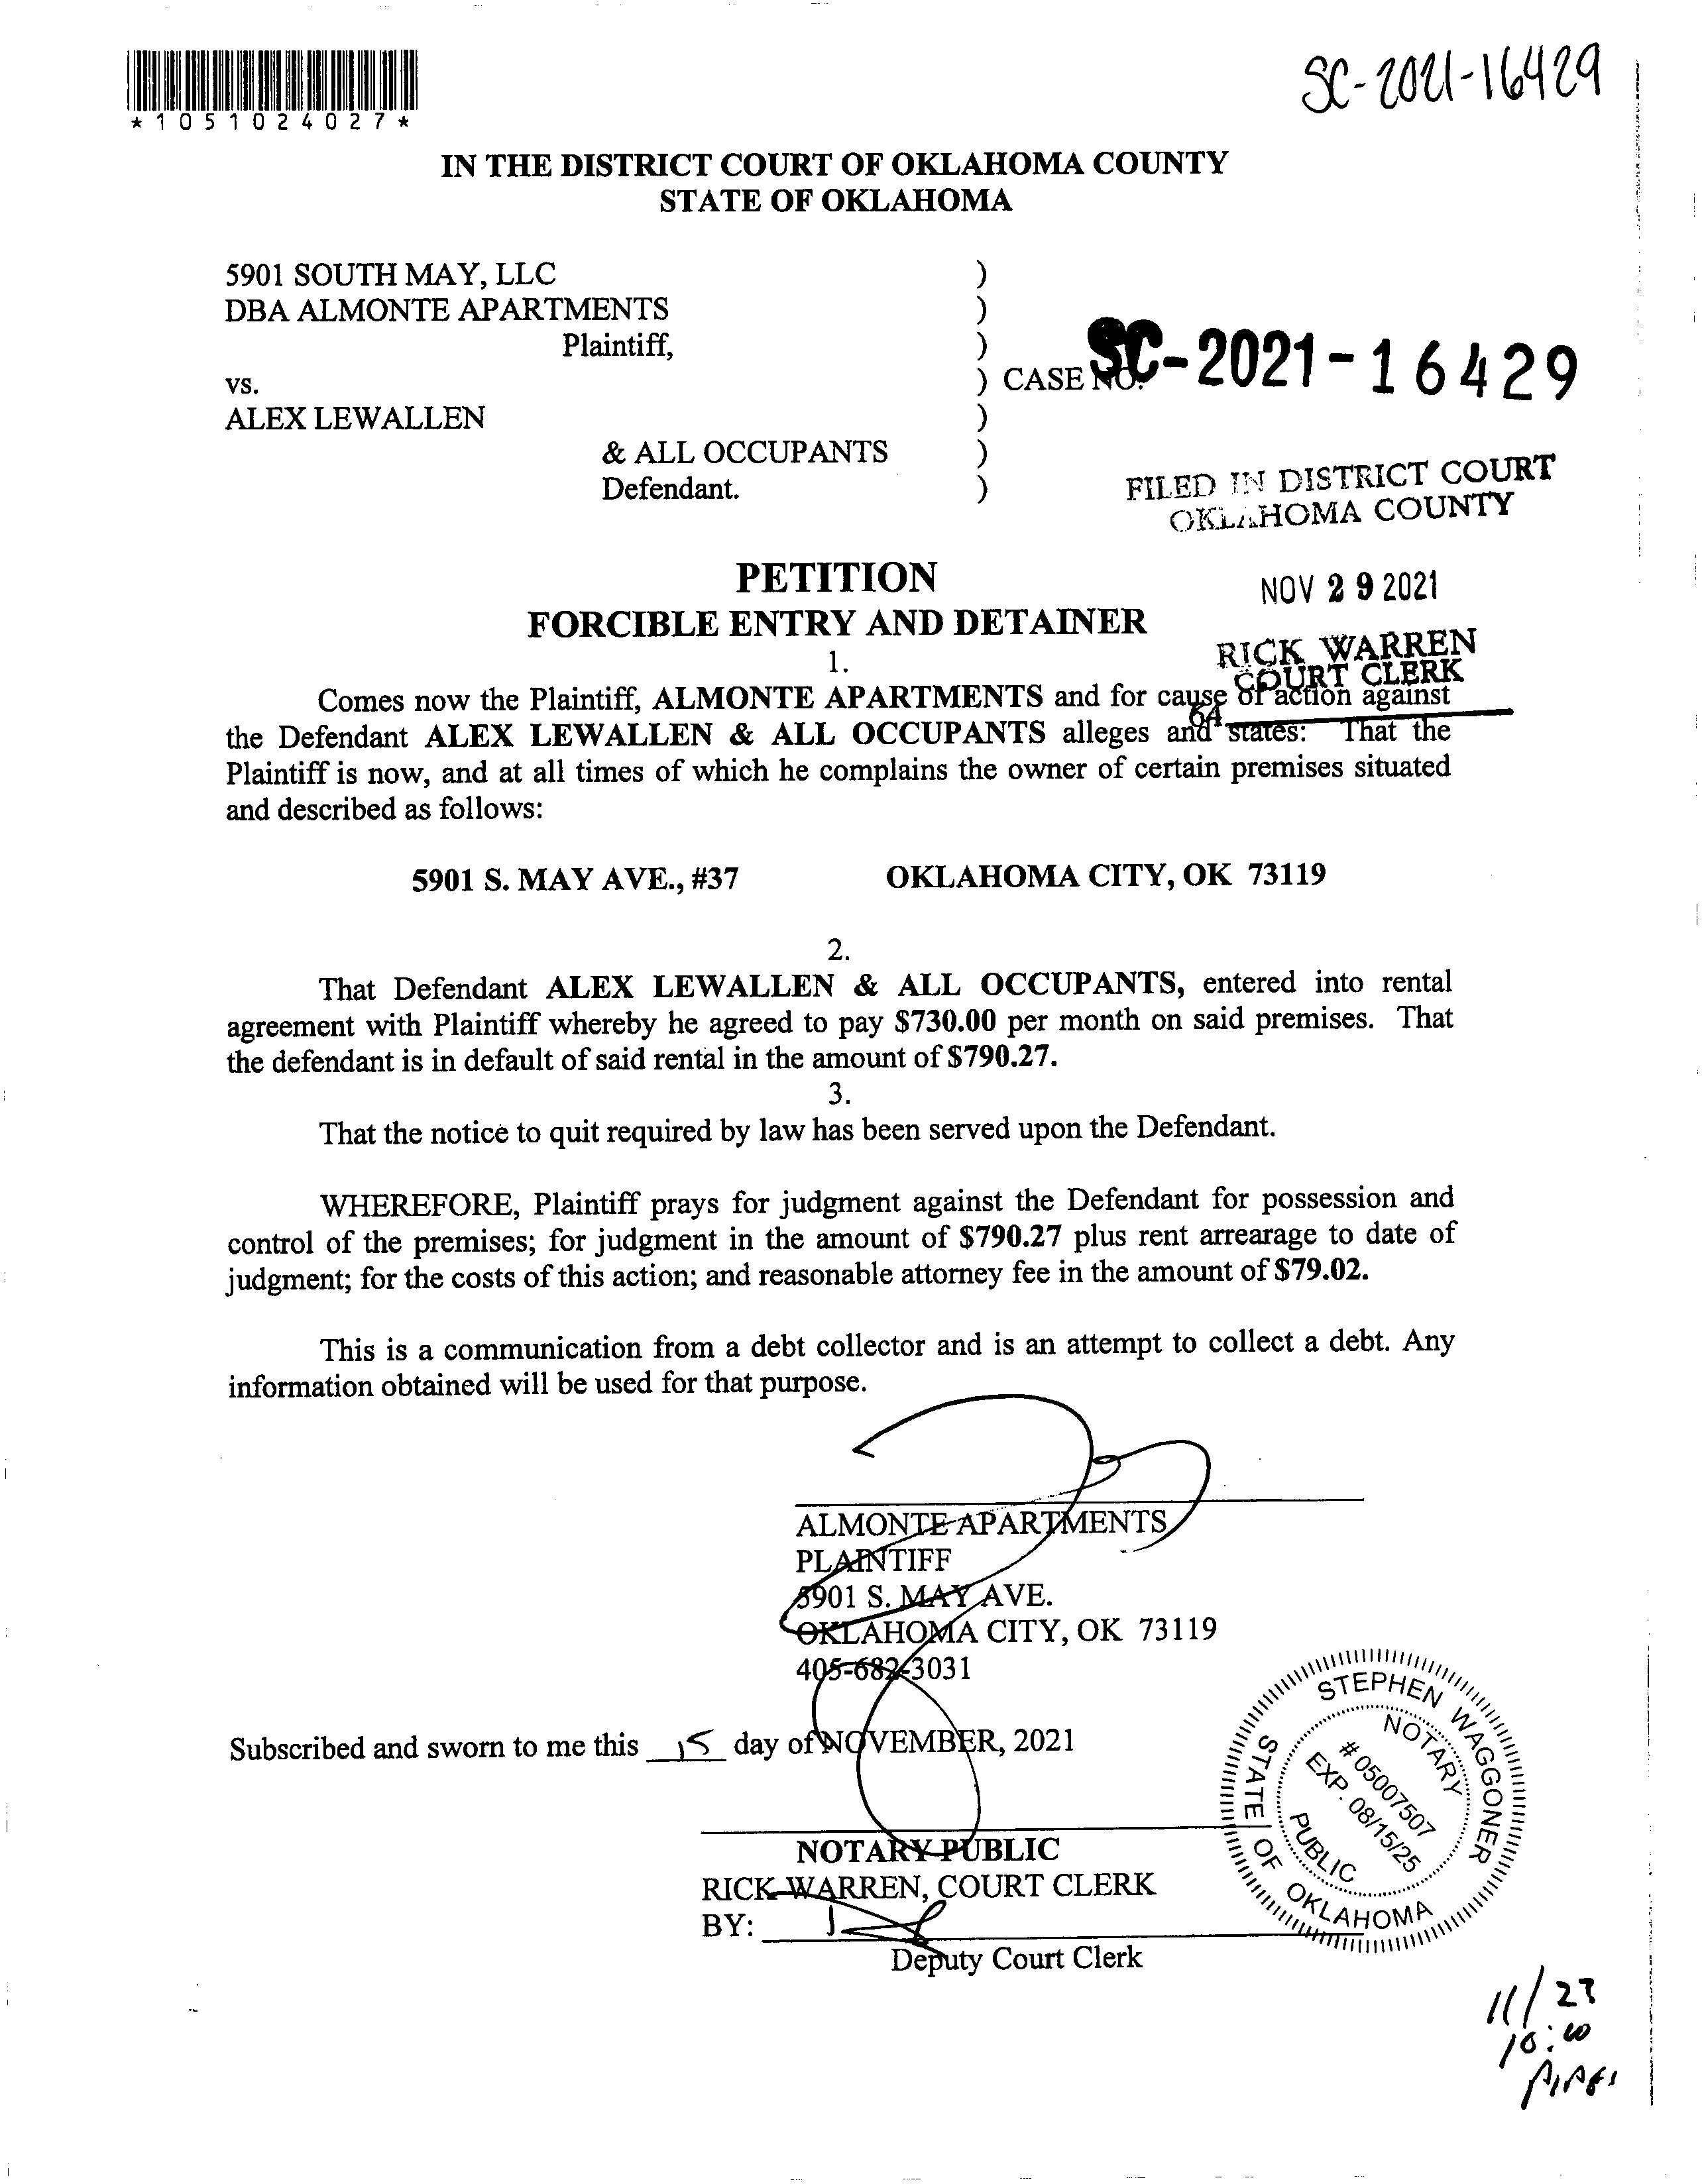 SC-2021-16429
*1051024027*
IN THE DISTRICT COURT OF OKLAHOMA COUNTY
STATE OF OKLAHOMA
5901 SOUTH MAY, LLC )
DBA ALMONTE APARTMENTS )
Plaintiff, )
vs. ) CASE NO. SC-2021-16429
ALEX LEWALLEN )
& ALL OCCUPANTS )
Defendant. )
FILED IN DISTRICT COURT
OKLAHOMA COUNTY
NOV 29 2021
RICK WARREN
COURT CLERK
64
PETITION
FORCIBLE ENTRY AND DETAINER
1.
Comes now the Plaintiff, ALMONTE APARTMENTS and for cause of action against
the Defendant ALEX LEWALLEN & ALL OCCUPANTS alleges and states: That the
Plaintiff is now, and at all times of which he complains the owner of certain premises situated
and described as follows:
5901 S. MAY AVE., #37 OKLAHOMA CITY, OK 73119
2.
That Defendant ALEX LEWALLEN & ALL OCCUPANTS, entered into rental
agreement with Plaintiff whereby he agreed to pay $730.00 per month on said premises. That
the defendant is in default of said rental in the amount of $790.27.
3.
That the notice to quit required by law has been served upon the Defendant.
WHEREFORE, Plaintiff prays for judgment against the Defendant for possession and
control of the premises; for judgment in the amount of $790.27 plus rent arrearage to date of
judgment; for the costs of this action; and reasonable attorney fee in the amount of $79.02.
This is a communication from a debt collector and is an attempt to collect a debt. Any
information obtained will be used for that purpose.
ALMONTE APARTMENTS
PLAINTIFF
5901 S. MAY AVE.
OKLAHOMA CITY, OK 73119
405-682-3031
Subscribed and sworn to me this 15 day of NOVEMBER, 2021
NOTARY PUBLIC
RICK WARREN, COURT CLERK
BY:
Deputy Court Clerk
STEPHEN WAGGONER
NOTARY
# 05007507
EXP. 08/15/25
PUBLIC
STATE OF OKLAHOMA
11/23